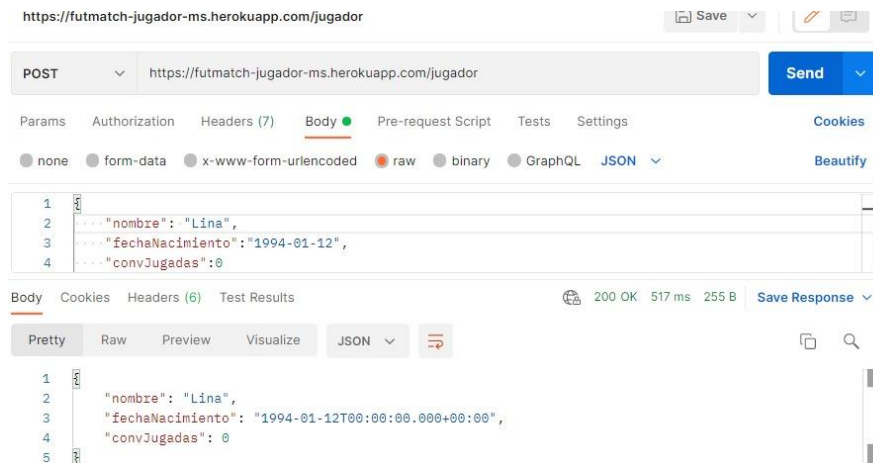 https://futmatch-jugador-ms.herokuapp.com/jugador
Save
POST https://futmatch-jugador-ms.herokuapp.com/jugador Send
Params Authorization Headers (7) Body Pre-request Script Tests Settings Cookies
none form-data x-www-form-urlencoded raw binary GraphQL JSON Beautify
1 {
2 ····"nombre":·"Lina",
3 ····"fechaNacimiento":"1994-01-12",
4 ····"convJugadas":0
Body Cookies Headers (6) Test Results 200 OK 517 ms 255 B Save Response
Pretty Raw Preview Visualize JSON
1 {
2 "nombre": "Lina",
3 "fechaNacimiento": "1994-01-12T00:00:00.000+00:00",
4 "convJugadas": 0
5 }